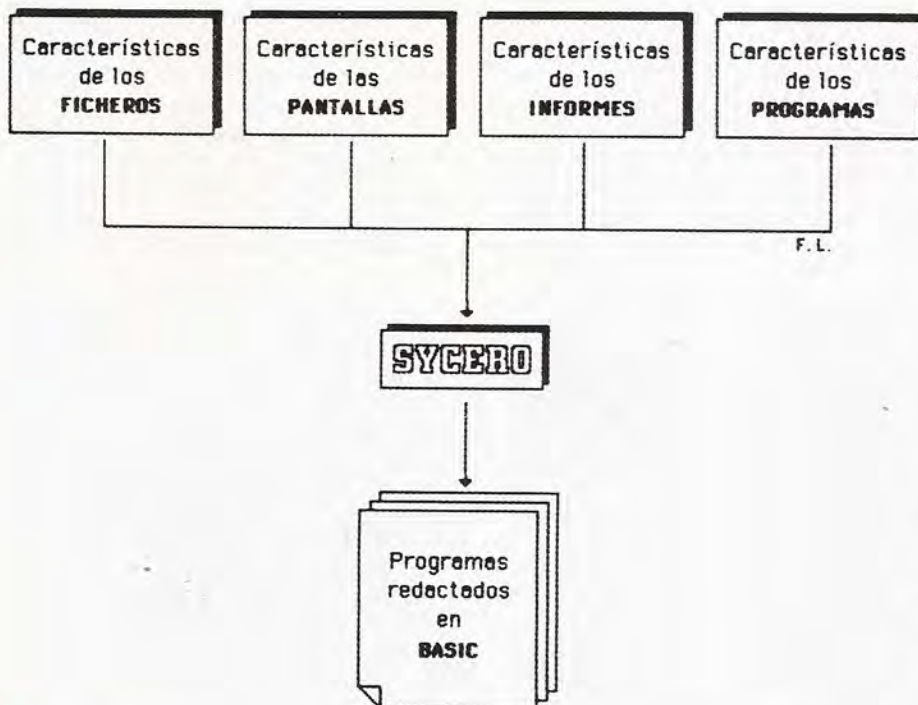 Características
de los
FICHEROS
Características
de las
PANTALLAS
Características
de los
INFORMES
Características
de los
PROGRAMAS
F. L.
SYCERO
Programas
redactados
en
BASIC